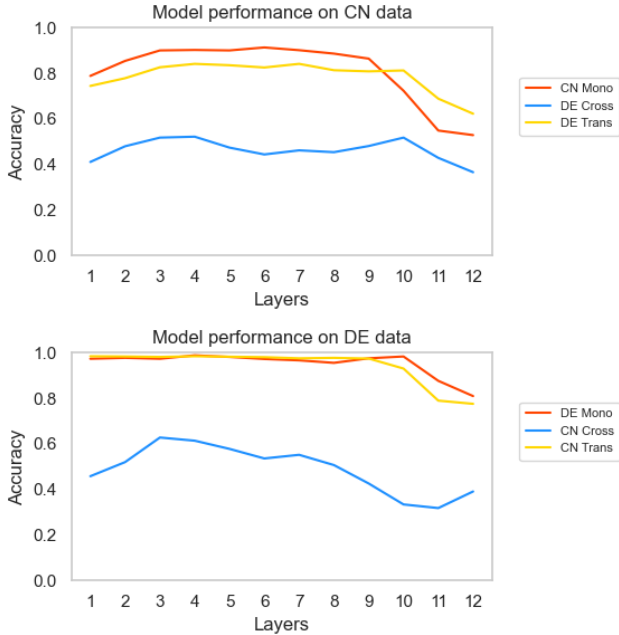 Model performance on CN data
Accuracy
1.0
0.8
0.6
0.4
0.2
0.0
1 2 3 4 5 6 7 8 9 10 11 12
Layers
CN Mono
DE Cross
DE Trans
Model performance on DE data
Accuracy
1.0
0.8
0.6
0.4
0.2
0.0
1 2 3 4 5 6 7 8 9 10 11 12
Layers
DE Mono
CN Cross
CN Trans